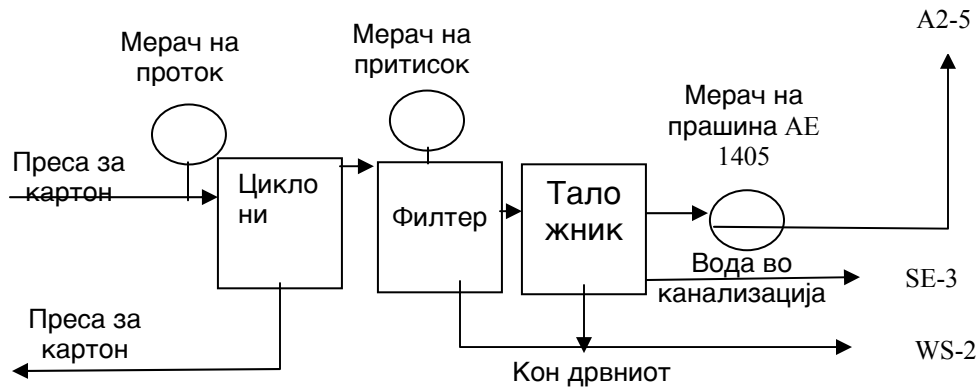 A2-5
Мерач на
проток
Мерач на
притисок
Мерач на
прашина AE
1405
Преса за
картон
Цикло
ни
Филтер
Тало
жник
Вода во
канализација
SE-3
Преса за
картон
WS-2
Кон дрвниот